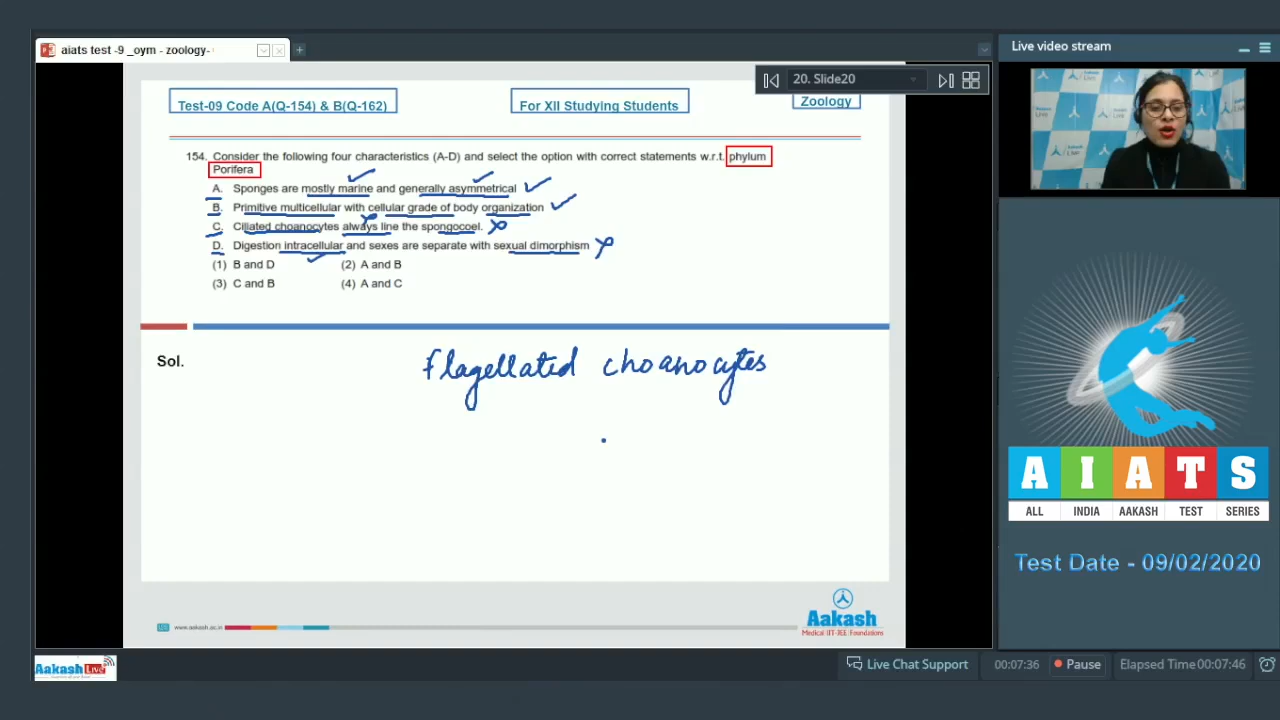 aiats test -9 _oym - zoology-
Live video stream
20. Slide20
Test-09 Code A(Q-154) & B(Q-162)
For XII Studying Students
Zoology
154. Consider the following four characteristics (A-D) and select the option with correct statements w.r.t. phylum
Porifera
A. Sponges are mostly marine and generally asymmetrical
B. Primitive multicellular with cellular grade of body organization
C. Ciliated choanocytes always line the spongocoel.
D. Digestion intracellular and sexes are separate with sexual dimorphism
(1) B and D (2) A and B
(3) C and B (4) A and C
Sol.
flagellated choanocytes
AIATS
ALL INDIA AAKASH TEST SERIES
Test Date - 09/02/2020
www.aakash.ac.in
Aakash
Medical | IIT-JEE | Foundations
Aakash Live
Live Chat Support
00:07:36
Pause
Elapsed Time 00:07:46